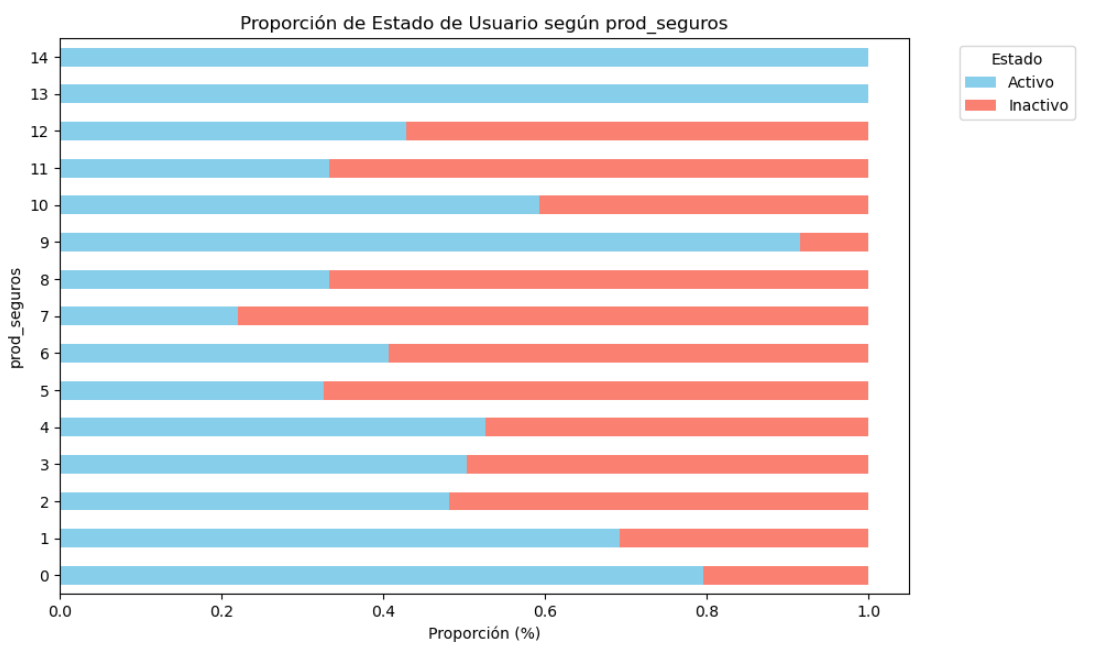 Proporción de Estado de Usuario según prod_seguros
Estado
Activo
Inactivo
prod_seguros
14
13
12
11
10
9
8
7
6
5
4
3
2
1
0
0.0 0.2 0.4 0.6 0.8 1.0
Proporción (%)